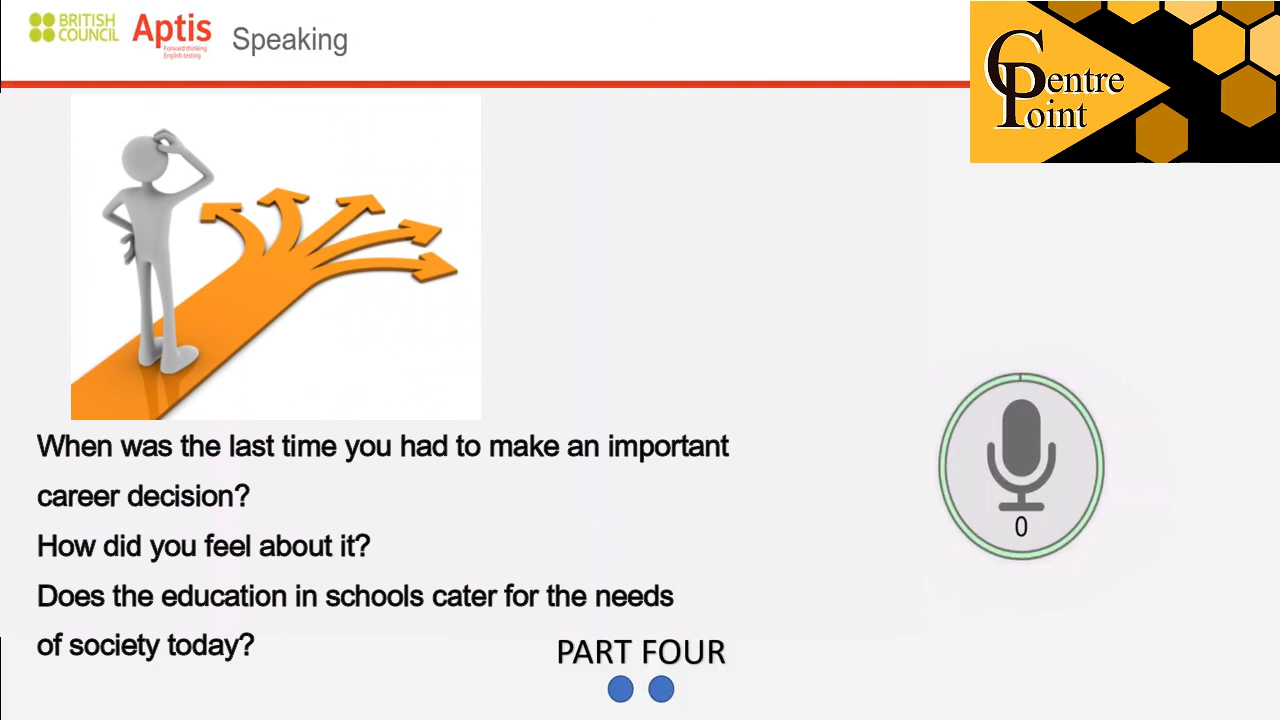 BRITISH
COUNCIL
Aptis
Forward thinking
English testing
Speaking
Centre
Point
When was the last time you had to make an important
career decision?
How did you feel about it?
Does the education in schools cater for the needs
of society today?
0
PART FOUR